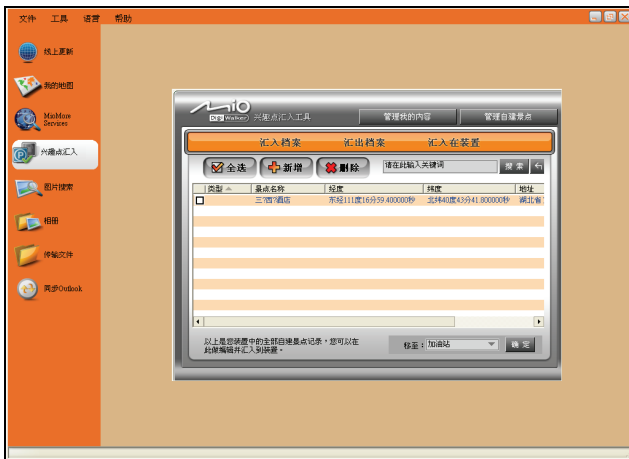 文件 工具 语言 帮助
线上更新
我的地图
MioMore
Services
兴趣点汇入
图片搜索
相册
传输文件
同步Outlook
Mio
DigiWalker 兴趣点汇入工具 管理我的内容 管理自建景点
汇入档案 汇出档案 汇入在装置
全选 新增 删除 请在此输入关键词 搜索
类型 景点名称 经度 纬度 地址
三?西?酒店 东经111度16分59.400000秒 北纬40度43分41.800000秒 湖北省
以上是您装置中的全部自建景点记录，您可以在
此做编辑并汇入到装置。
移至：加油站 确定